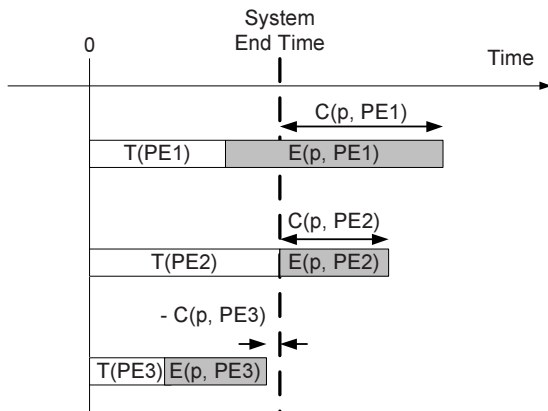 System
End Time
0
Time
C(p, PE1)
T(PE1) E(p, PE1)
C(p, PE2)
T(PE2) E(p, PE2)
- C(p, PE3)
T(PE3) E(p, PE3)